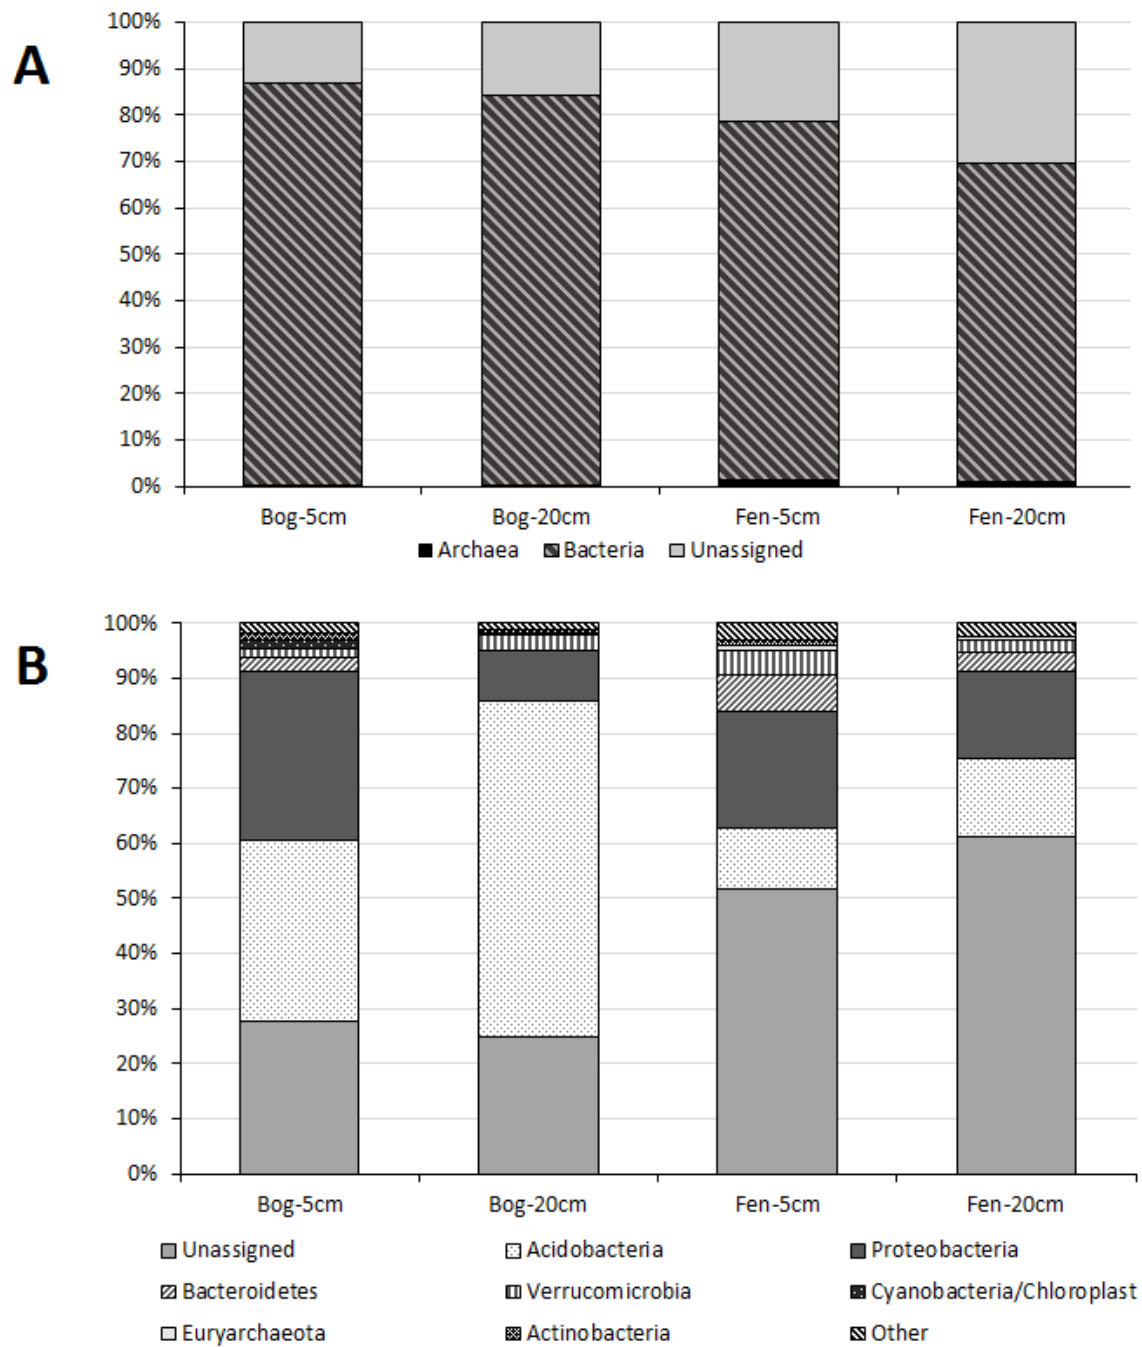 A
100%
90%
80%
70%
60%
50%
40%
30%
20%
10%
0%
Bog-5cm Bog-20cm Fen-5cm Fen-20cm
Archaea Bacteria Unassigned
B
100%
90%
80%
70%
60%
50%
40%
30%
20%
10%
0%
Bog-5cm Bog-20cm Fen-5cm Fen-20cm
Unassigned Acidobacteria Proteobacteria
Bacteroidetes Verrucomicrobia Cyanobacteria/Chloroplast
Euryarchaeota Actinobacteria Other